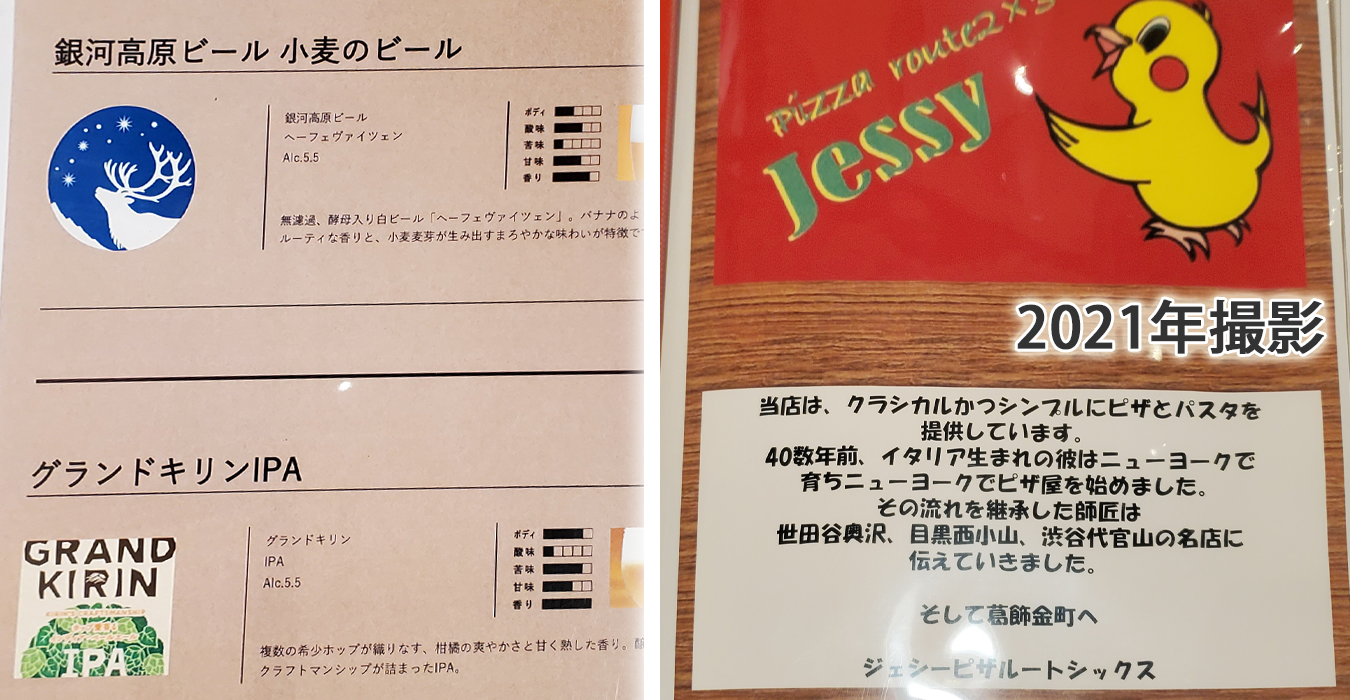 銀河高原ビール 小麦のビール
銀河高原ビール
ヘーフェヴァイツェン
Alc.5.5
ボディ
酸味
苦味
甘味
香り
無濾過、酵母入り白ビール「ヘーフェヴァイツェン」。バナナのよ
ルーティな香りと、小麦麦芽が生み出すまろやかな味わいが特徴で
グランドキリンIPA
GRAND
KIRIN
KIRIN'S CRAFTSMANSHIP
IPA
グランドキリン
IPA
Alc.5.5
ボディ
酸味
苦味
甘味
香り
複数の希少ホップが織りなす、柑橘の爽やかさと甘く熟した香り。
クラフトマンシップが詰まったIPA。
Pizza route2×3
Jessy
2021年撮影
当店は、クラシカルかつシンプルにピザとパスタを
提供しています。
40数年前、イタリア生まれの彼はニューヨークで
育ちニューヨークでピザ屋を始めました。
その流れを継承した師匠は
世田谷奥沢、目黒西小山、渋谷代官山の名店に
伝えていきました。
そして葛飾金町へ
ジェシーピザルートシックス